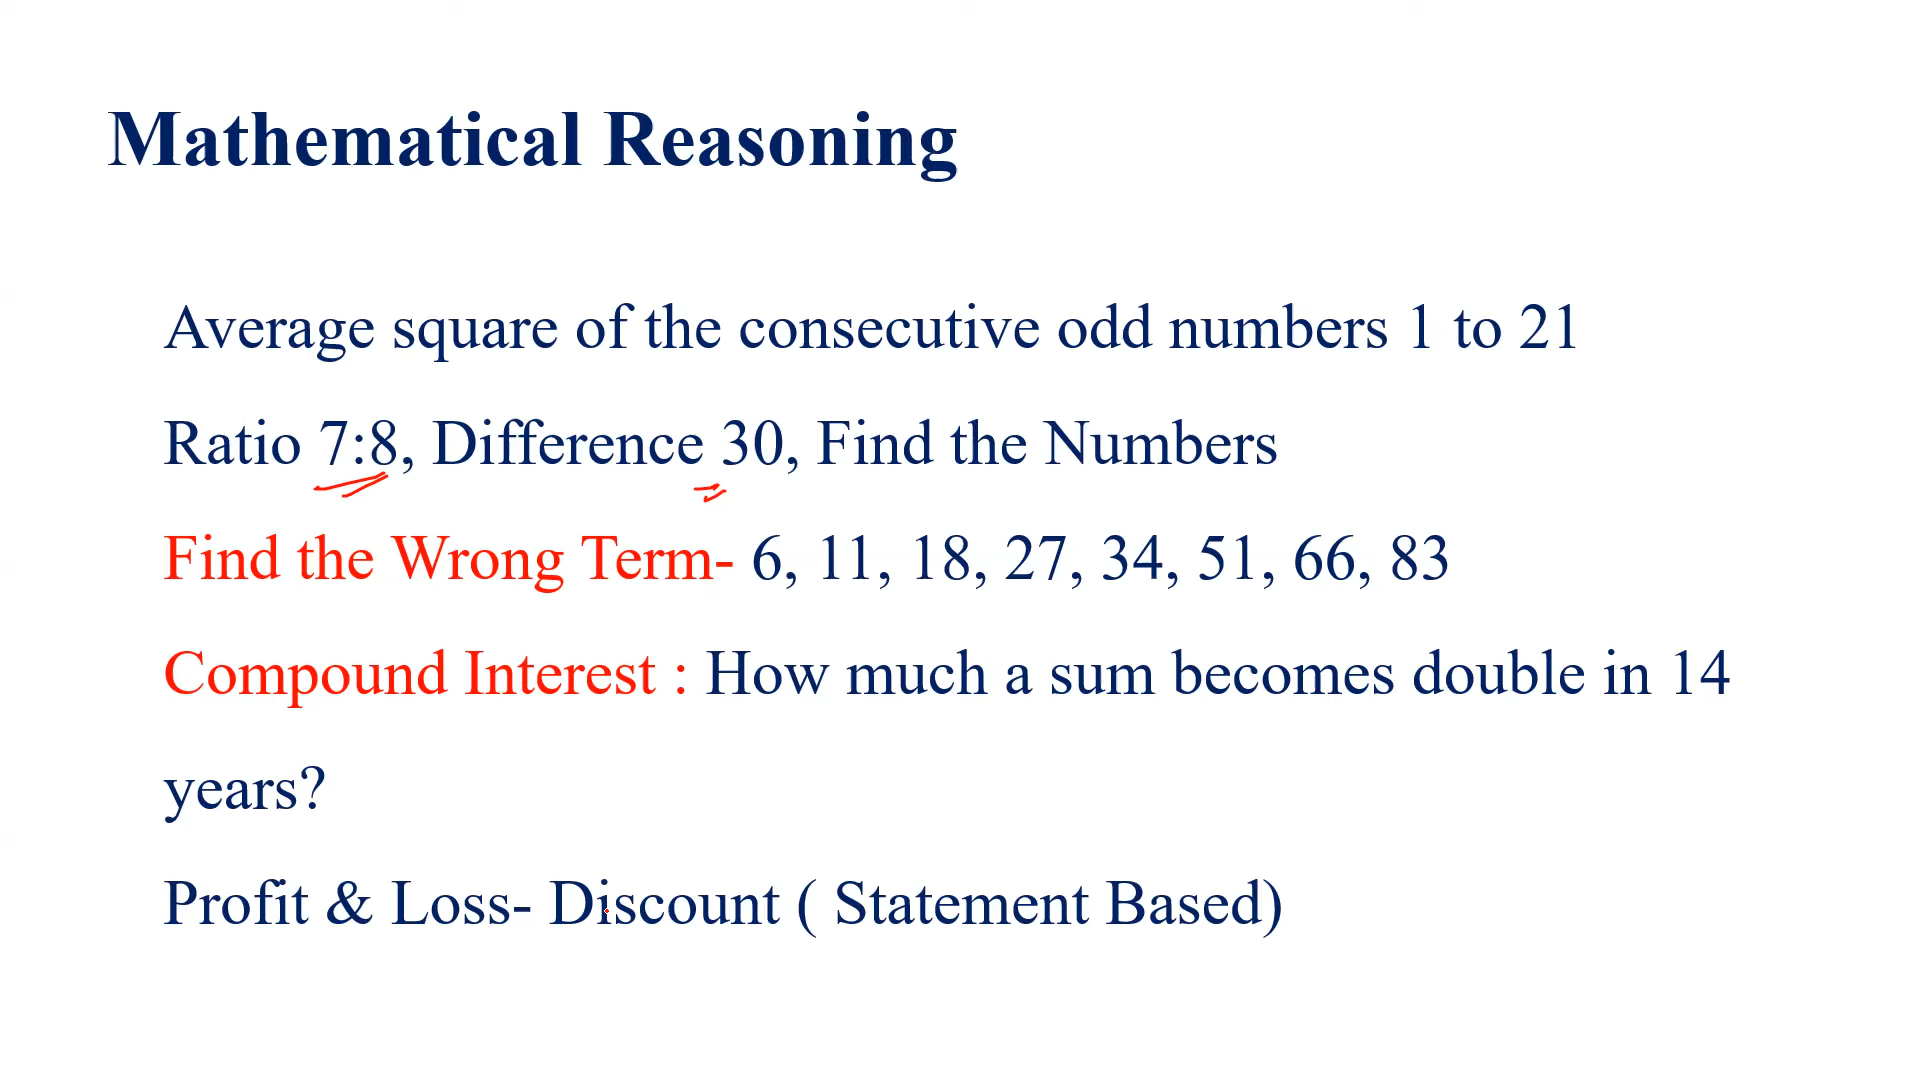 Mathematical Reasoning
Average square of the consecutive odd numbers 1 to 21
Ratio 7:8, Difference 30, Find the Numbers
Find the Wrong Term- 6, 11, 18, 27, 34, 51, 66, 83
Compound Interest : How much a sum becomes double in 14
years?
Profit & Loss- Discount ( Statement Based)